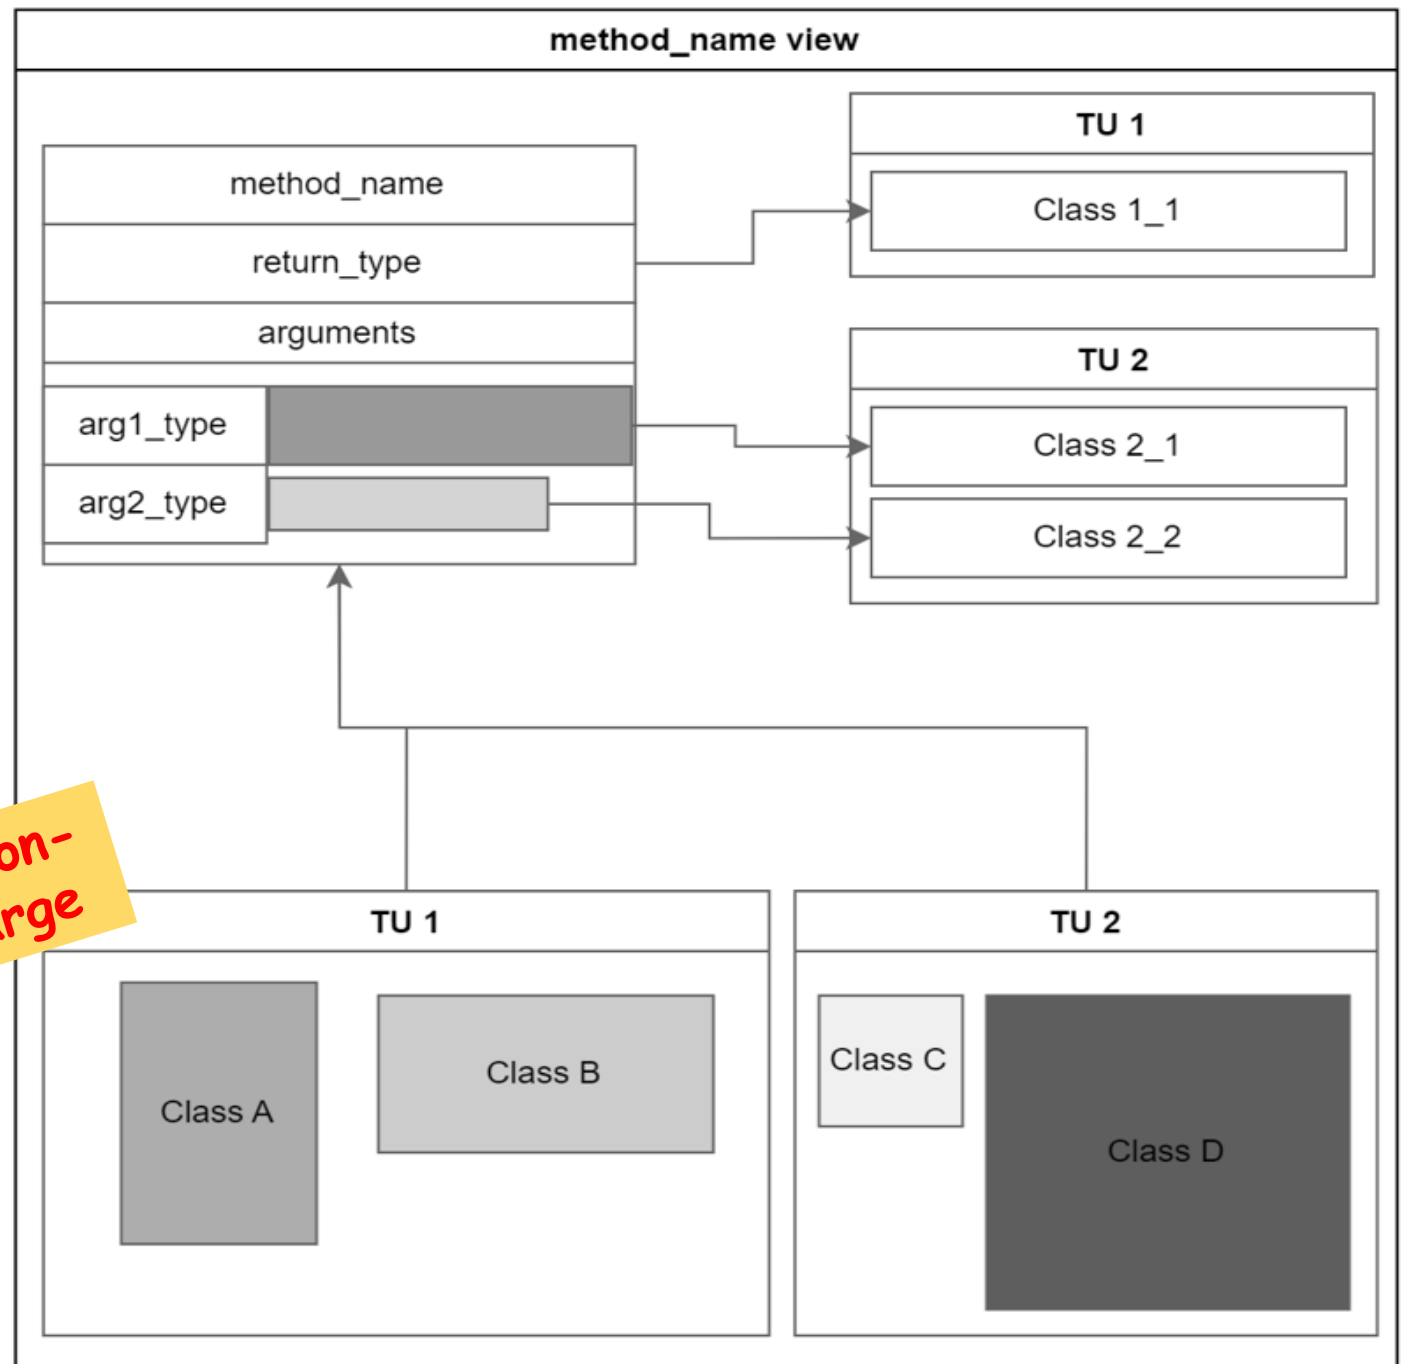 method_name view
TU 1
Class 1_1
method_name
return_type
arguments
arg1_type
arg2_type
TU 2
Class 2_1
Class 2_2
TU 1
Class A
Class B
TU 2
Class C
Class D